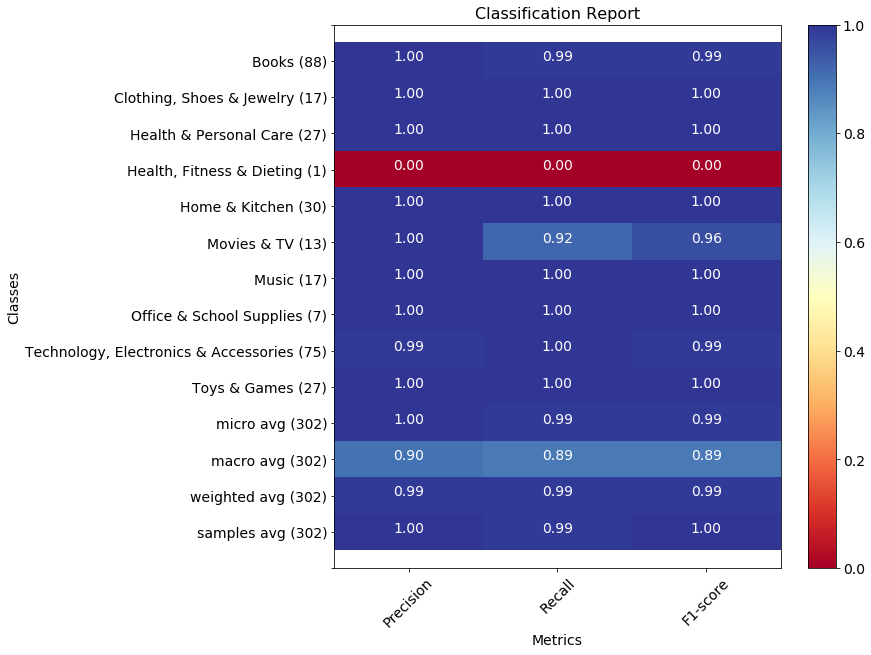 Classification Report
Books (88) 1.00 0.99 0.99
Clothing, Shoes & Jewelry (17) 1.00 1.00 1.00
Health & Personal Care (27) 1.00 1.00 1.00
Health, Fitness & Dieting (1) 0.00 0.00 0.00
Home & Kitchen (30) 1.00 1.00 1.00
Movies & TV (13) 1.00 0.92 0.96
Music (17) 1.00 1.00 1.00
Office & School Supplies (7) 1.00 1.00 1.00
Technology, Electronics & Accessories (75) 0.99 1.00 0.99
Toys & Games (27) 1.00 1.00 1.00
micro avg (302) 1.00 0.99 0.99
macro avg (302) 0.90 0.89 0.89
weighted avg (302) 0.99 0.99 0.99
samples avg (302) 1.00 0.99 1.00
Classes
Precision Recall F1-score
Metrics
1.0
0.8
0.6
0.4
0.2
0.0